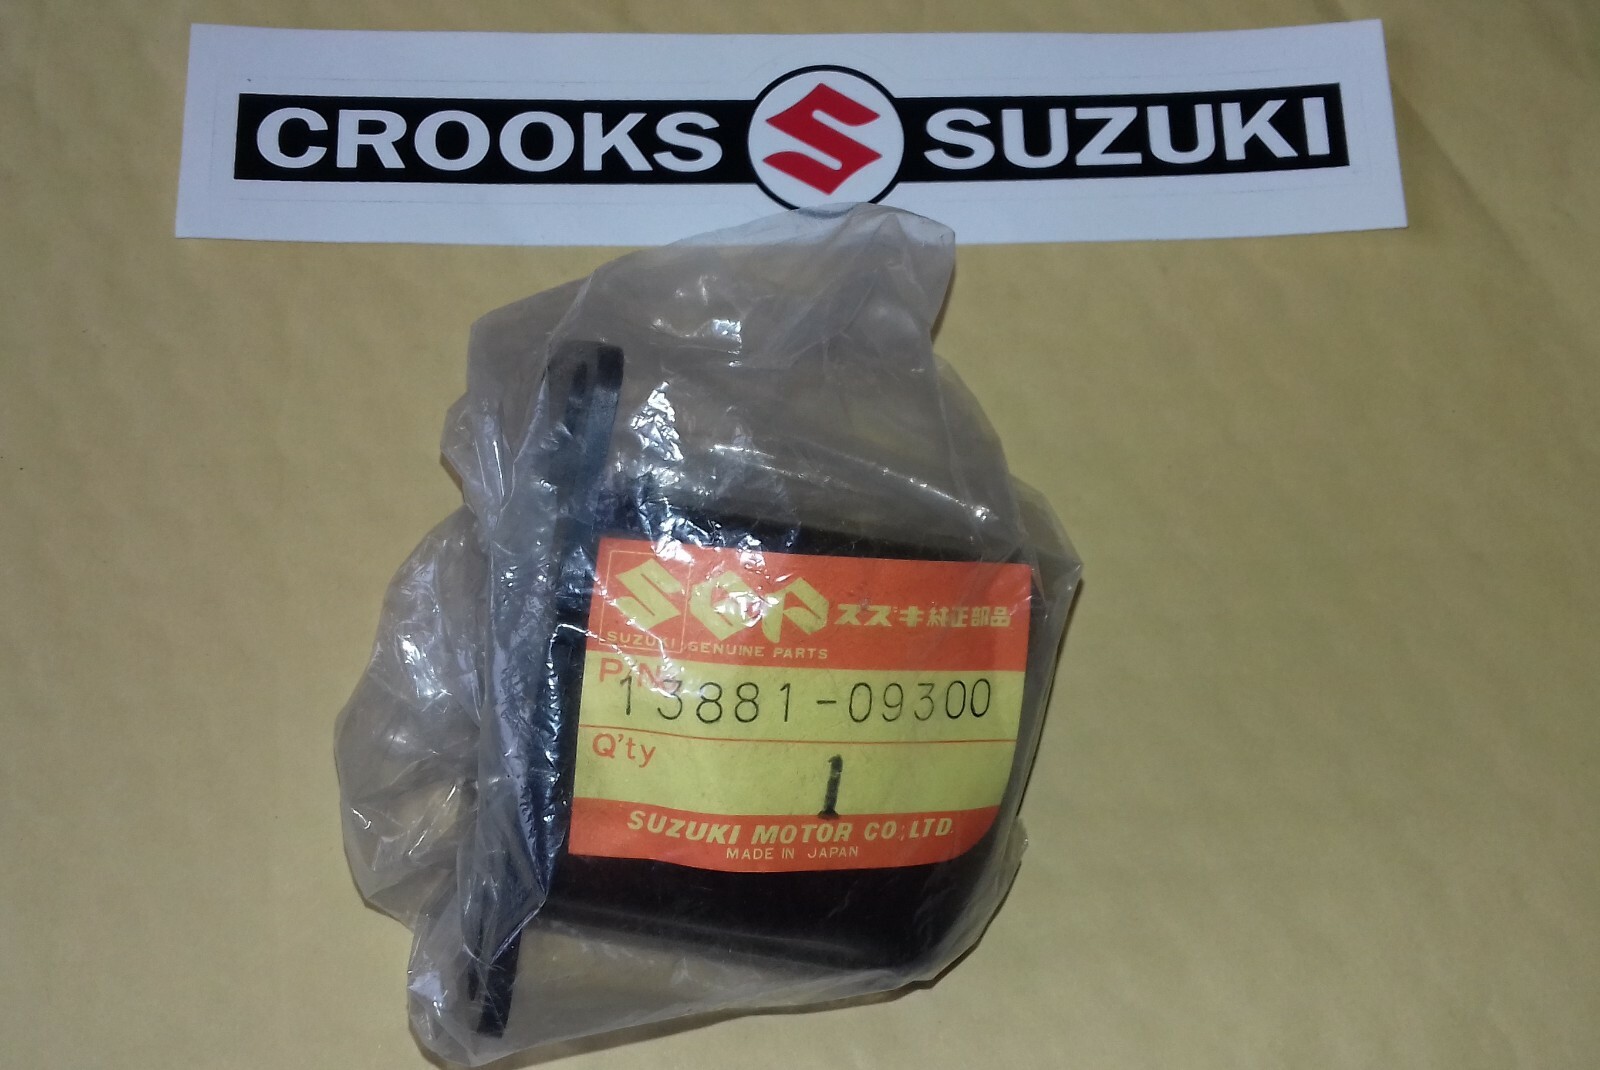 CROOKS SUZUKI
SGP スズキ純正部品
SUZUKI GENUINE PARTS
P/N
13881-09300
Q'ty
1
SUZUKI MOTOR CO.,LTD.
MADE IN JAPAN